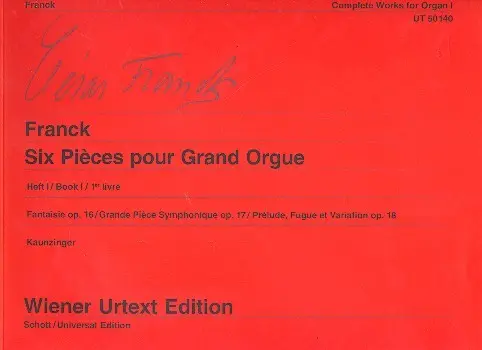 Franck
Complete Works for Organ I
UT 50140
César Franck
Franck
Six Pièces pour Grand Orgue
Heft I / Book I / 1er livre
Fantaisie op. 16 / Grande Pièce Symphonique op. 17 / Prélude, Fugue et Variation op. 18
Kaunzinger
Wiener Urtext Edition
Schott / Universal Edition